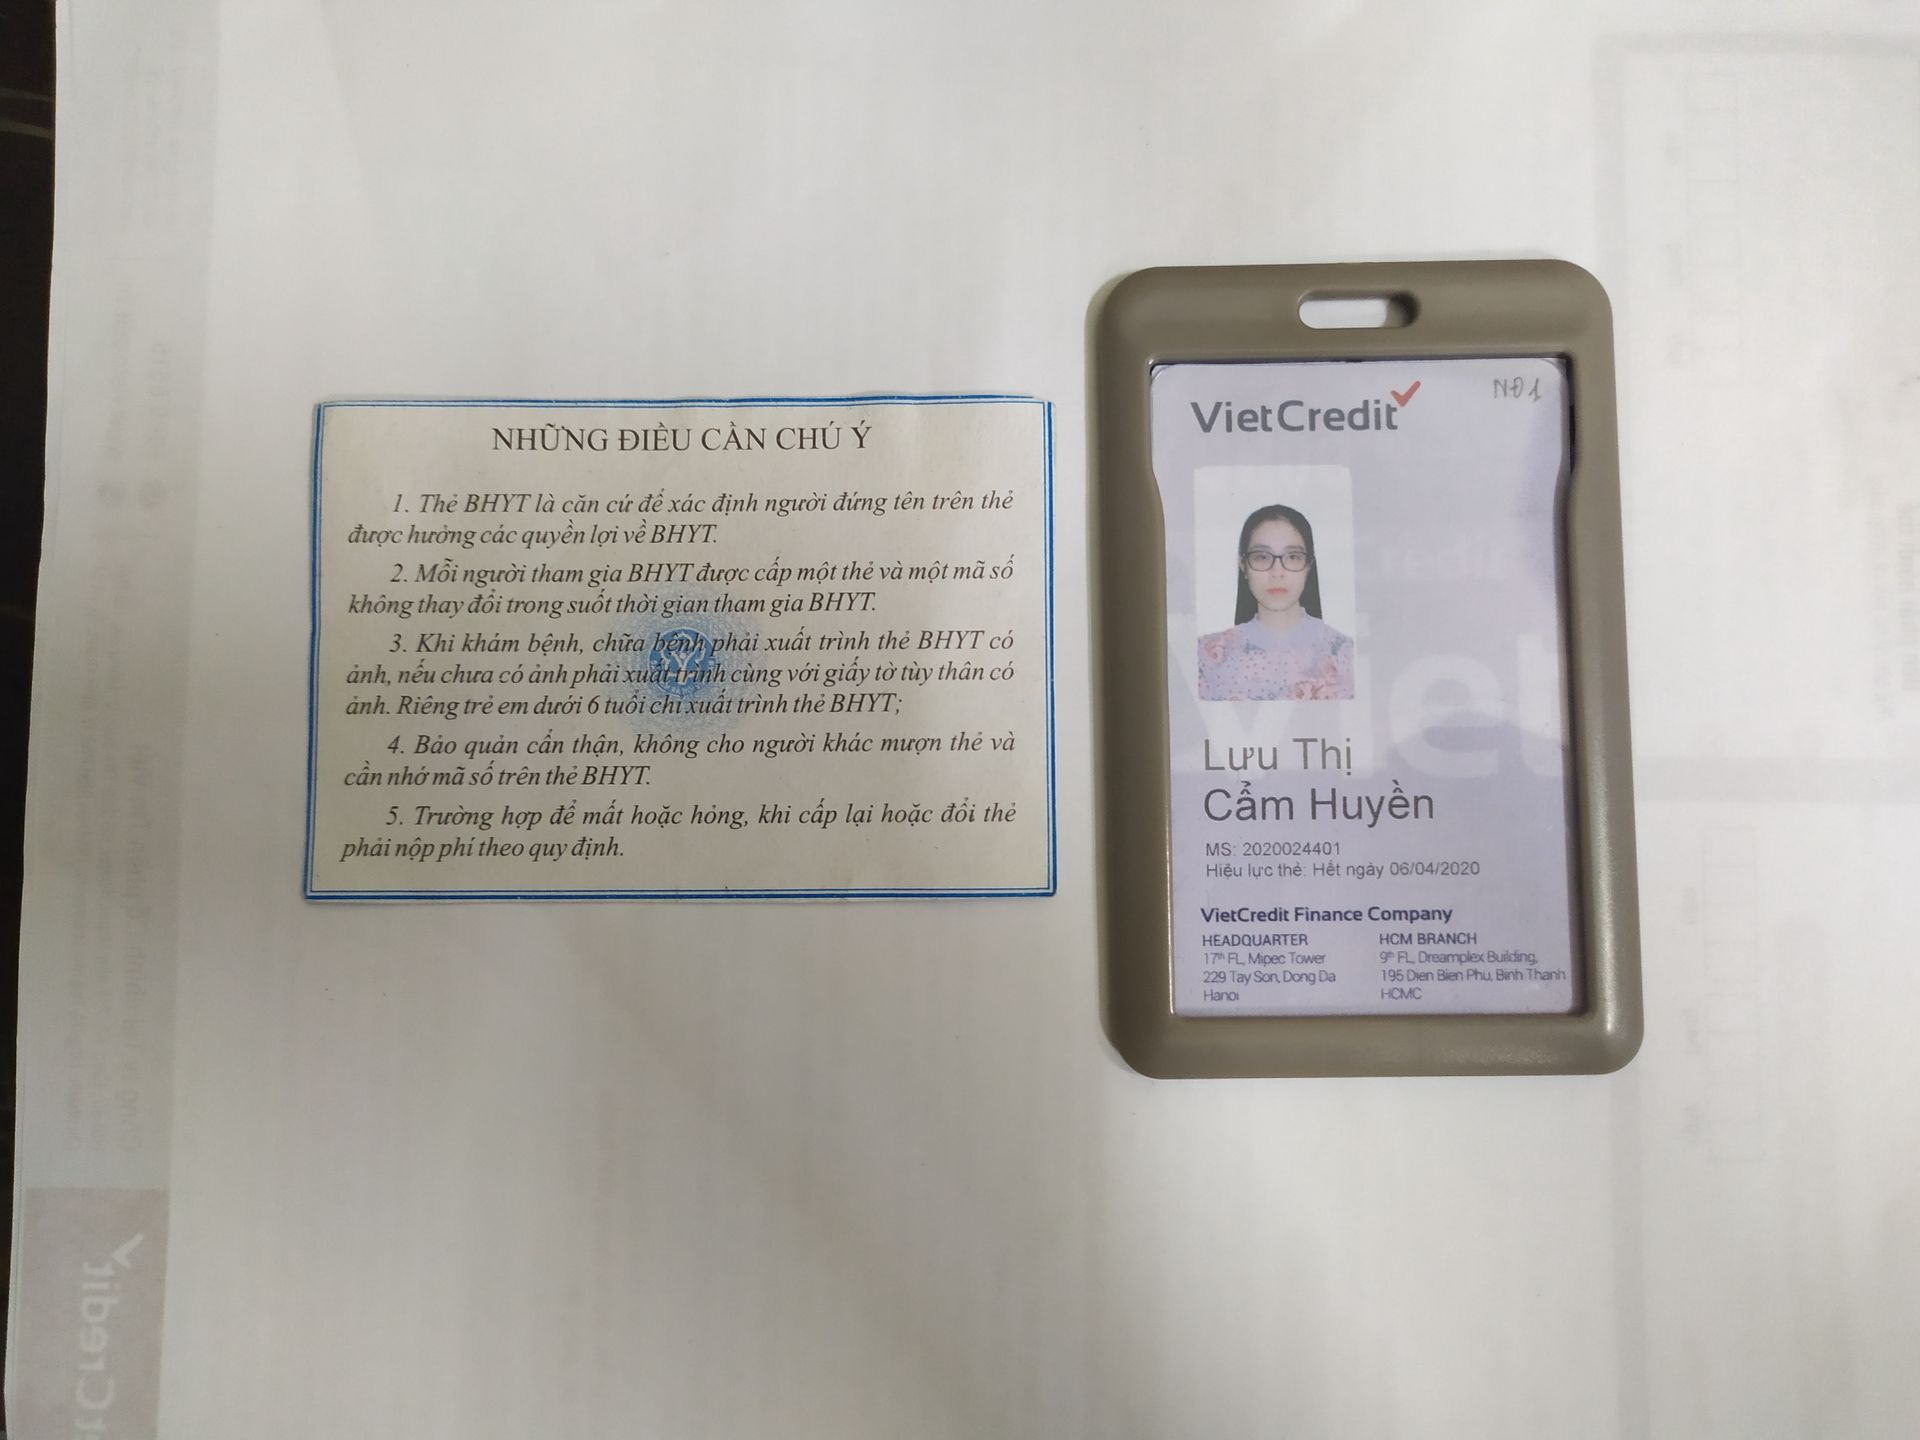 NHỮNG ĐIỀU CẦN CHÚ Ý
1. Thẻ BHYT là căn cứ để xác định người đứng tên trên thẻ
được hưởng các quyền lợi về BHYT.
2. Mỗi người tham gia BHYT được cấp một thẻ và một mã số
không thay đổi trong suốt thời gian tham gia BHYT.
3. Khi khám bệnh, chữa bệnh phải xuất trình thẻ BHYT có
ảnh, nếu chưa có ảnh phải xuất trình cùng với giấy tờ tùy thân có
ảnh. Riêng trẻ em dưới 6 tuổi chỉ xuất trình thẻ BHYT;
4. Bảo quản cẩn thận, không cho người khác mượn thẻ và
cần nhớ mã số trên thẻ BHYT.
5. Trường hợp để mất hoặc hỏng, khi cấp lại hoặc đổi thẻ
phải nộp phí theo quy định.
NĐ1
VietCredit
Viet
Lưu Thị
Cẩm Huyền
MS: 2020024401
Hiệu lực thẻ: Hết ngày 06/04/2020
VietCredit Finance Company
HEADQUARTER
17th FL, Mipec Tower
229 Tay Son, Dong Da
Hanoi
HCM BRANCH
9th FL, Dreamplex Building,
195 Dien Bien Phu, Binh Thanh
HCMC
tCredit